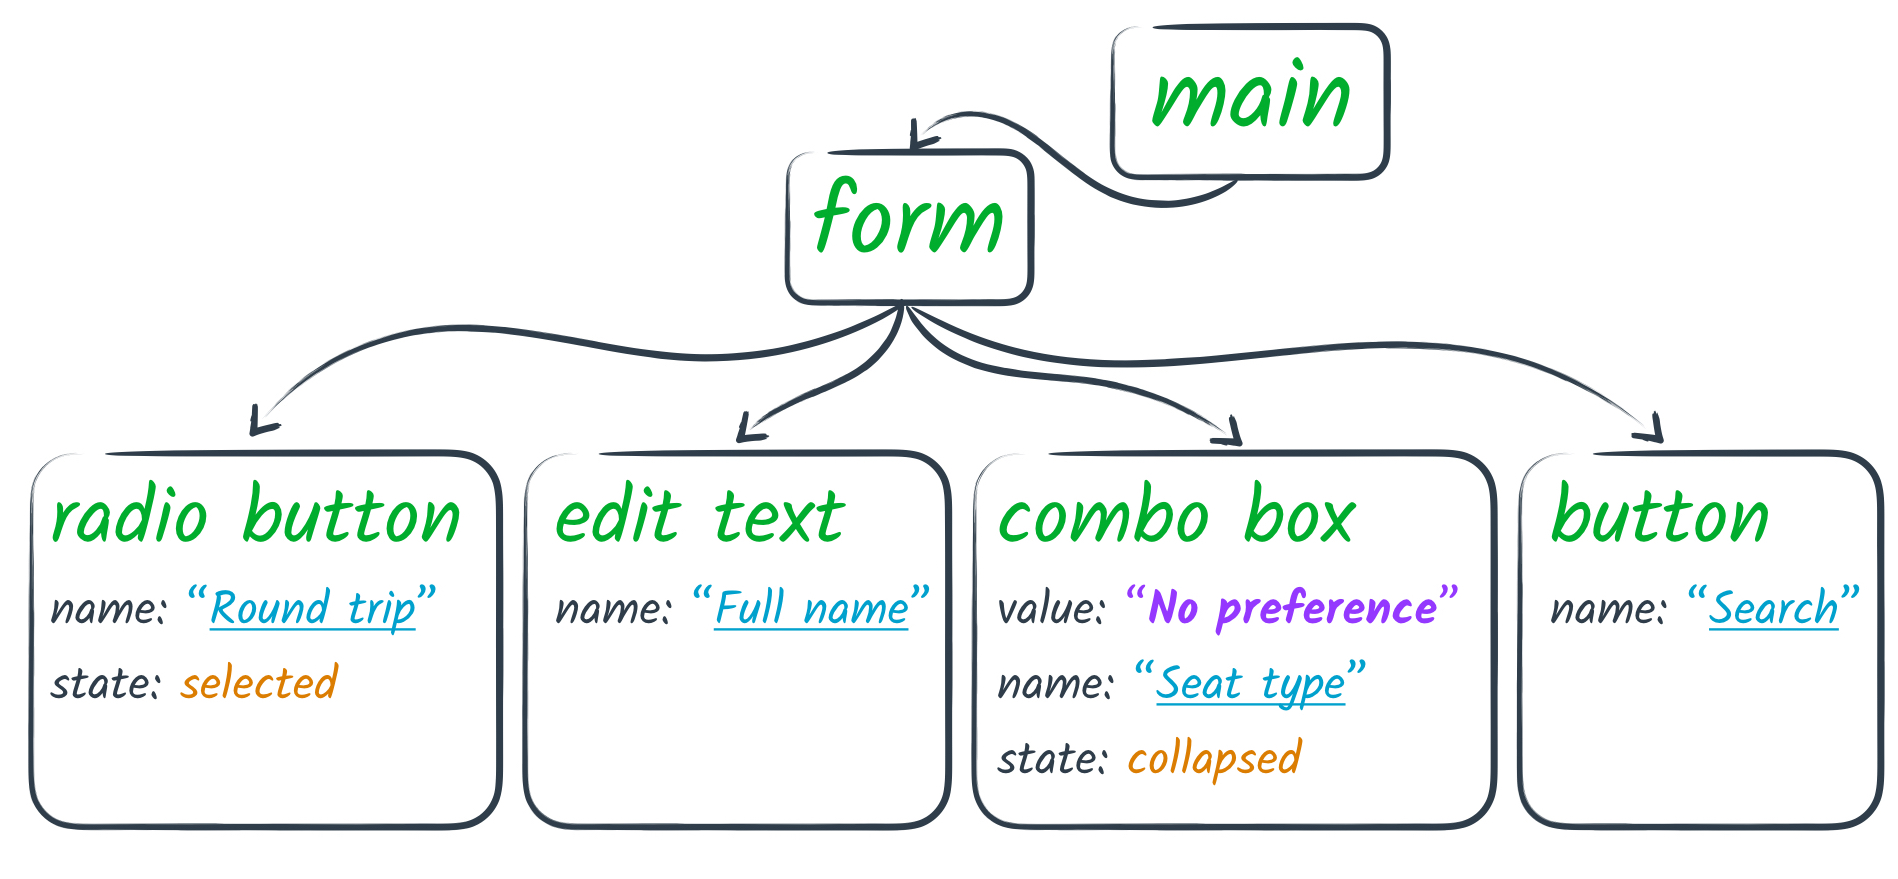 main
form
radio button
name: “Round trip”
state: selected
edit text
name: “Full name”
combo box
value: “No preference”
name: “Seat type”
state: collapsed
button
name: “Search”